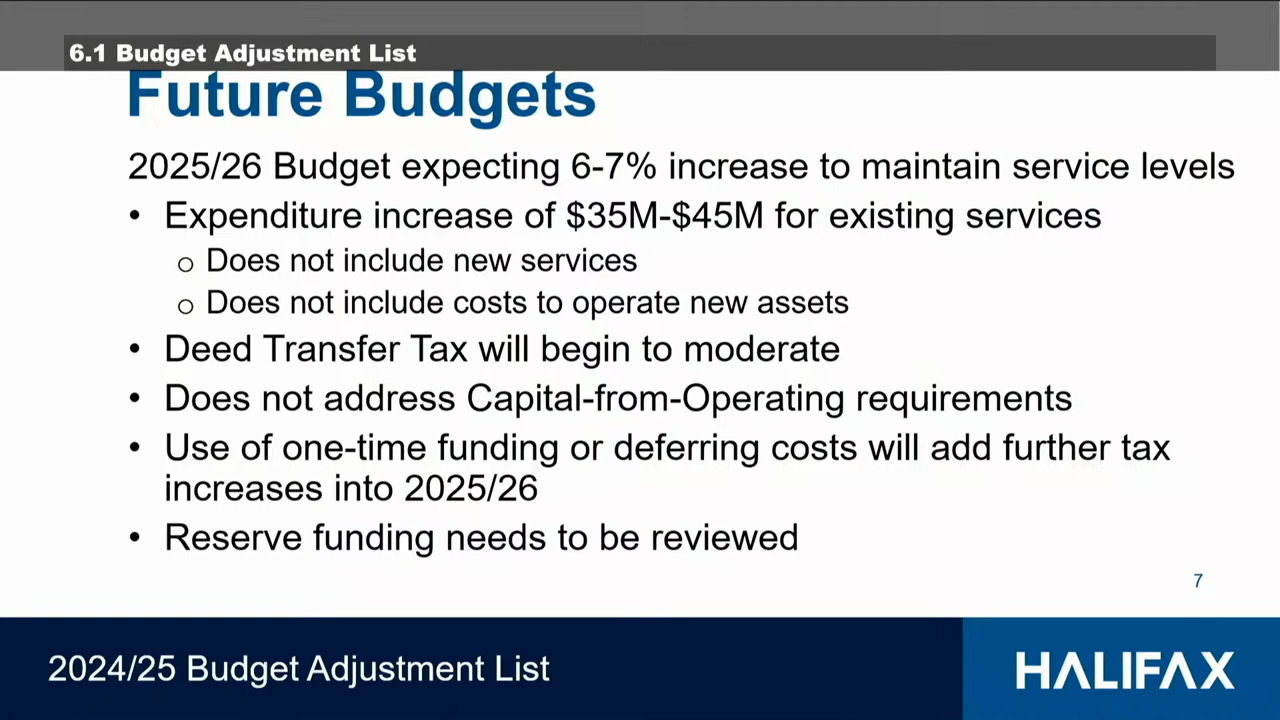 6.1 Budget Adjustment List
Future Budgets
2025/26 Budget expecting 6-7% increase to maintain service levels
• Expenditure increase of $35M-$45M for existing services
o Does not include new services
o Does not include costs to operate new assets
• Deed Transfer Tax will begin to moderate
• Does not address Capital-from-Operating requirements
• Use of one-time funding or deferring costs will add further tax
increases into 2025/26
• Reserve funding needs to be reviewed
7
2024/25 Budget Adjustment List
HALIFAX